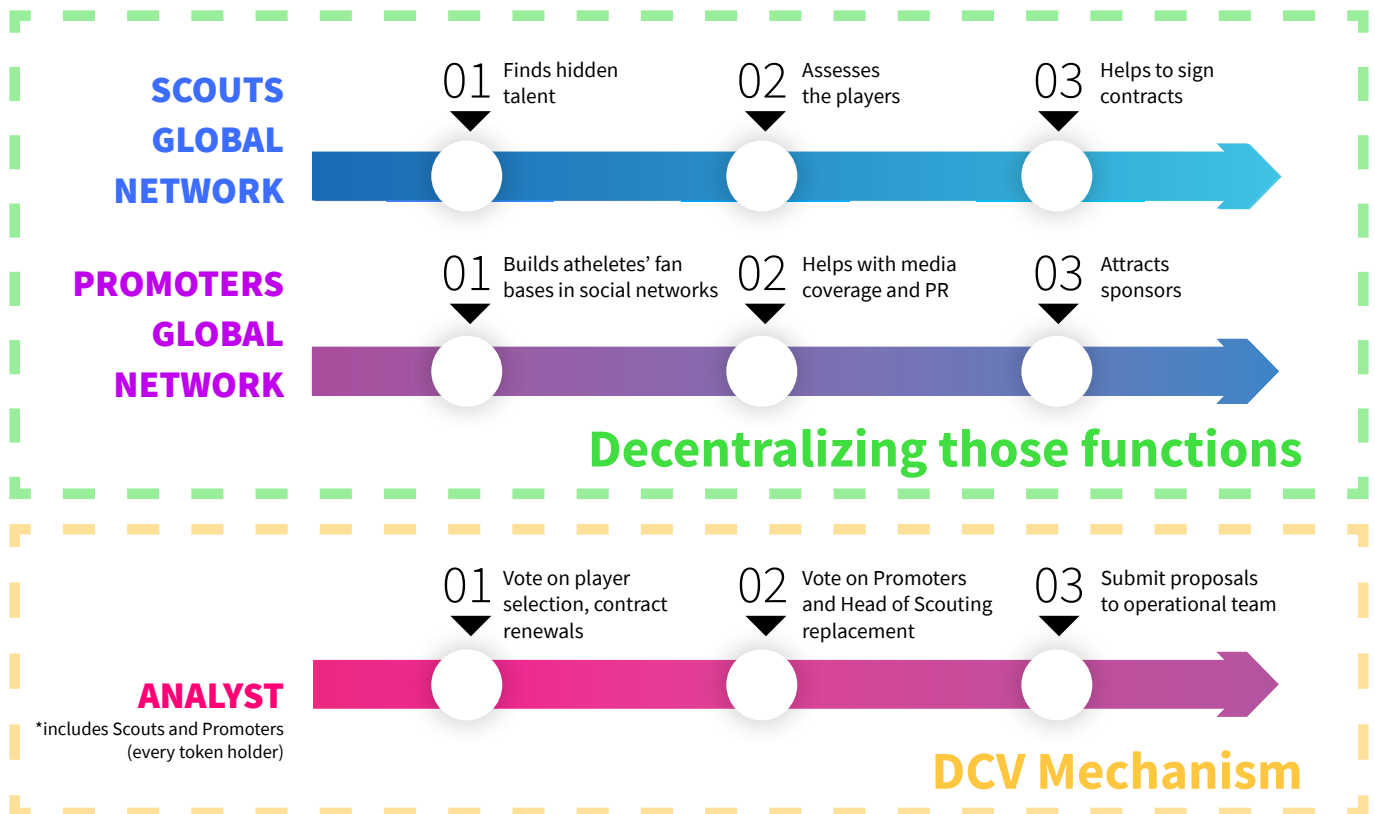 SCOUTS
GLOBAL
NETWORK
01
Finds hidden
talent
02
Assesses
the players
03
Helps to sign
contracts
PROMOTERS
GLOBAL
NETWORK
01
Builds atheletes’ fan
bases in social networks
02
Helps with media
coverage and PR
03
Attracts
sponsors
Decentralizing those functions
ANALYST
*includes Scouts and Promoters
(every token holder)
01
Vote on player
selection, contract
renewals
02
Vote on Promoters
and Head of Scouting
replacement
03
Submit proposals
to operational team
DCV Mechanism